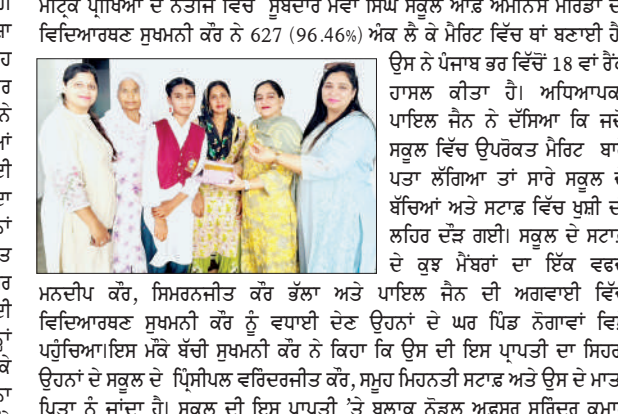 ਮੈਟ੍ਰਿਕ ਪ੍ਰੀਖਿਆ ਦੇ ਨਤੀਜੇ ਵਿੱਚ ਸੂਬੇਦਾਰ ਮੇਵਾ ਸਿੰਘ ਸਕੂਲ ਆਫ਼ ਐਮੀਨੈਂਸ ਮੋਰਿੰਡਾ ਦੀ
ਵਿਦਿਆਰਥਣ ਸੁਖਮਨੀ ਕੌਰ ਨੇ 627 (96.46%) ਅੰਕ ਲੈ ਕੇ ਮੈਰਿਟ ਵਿੱਚ ਥਾਂ ਬਣਾਈ ਹੈ
ਉਸ ਨੇ ਪੰਜਾਬ ਭਰ ਵਿੱਚੋਂ 18 ਵਾਂ ਰੈਂਕ
ਹਾਸਲ ਕੀਤਾ ਹੈ। ਅਧਿਆਪਕਾ
ਪਾਇਲ ਜੈਨ ਨੇ ਦੱਸਿਆ ਕਿ ਜਦੋਂ
ਸਕੂਲ ਵਿੱਚ ਉਪਰੋਕਤ ਮੈਰਿਟ ਬਾਰੇ
ਪਤਾ ਲੱਗਿਆ ਤਾਂ ਸਾਰੇ ਸਕੂਲ ਦੇ
ਬੱਚਿਆਂ ਅਤੇ ਸਟਾਫ਼ ਵਿੱਚ ਖੁਸ਼ੀ ਦੀ
ਲਹਿਰ ਦੌੜ ਗਈ। ਸਕੂਲ ਦੇ ਸਟਾਫ਼
ਦੇ ਕੁਝ ਮੈਂਬਰਾਂ ਦਾ ਇੱਕ ਵਫਦ
ਮਨਦੀਪ ਕੌਰ, ਸਿਮਰਨਜੀਤ ਕੌਰ ਭੱਲਾ ਅਤੇ ਪਾਇਲ ਜੈਨ ਦੀ ਅਗਵਾਈ ਵਿੱਚ
ਵਿਦਿਆਰਥਣ ਸੁਖਮਨੀ ਕੌਰ ਨੂੰ ਵਧਾਈ ਦੇਣ ਉਹਨਾਂ ਦੇ ਘਰ ਪਿੰਡ ਨੋਗਾਵਾਂ ਵਿਖੇ
ਪਹੁੰਚਿਆ।ਇਸ ਮੌਕੇ ਬੱਚੀ ਸੁਖਮਨੀ ਕੌਰ ਨੇ ਕਿਹਾ ਕਿ ਉਸ ਦੀ ਇਸ ਪ੍ਰਾਪਤੀ ਦਾ ਸਿਹਰਾ
ਉਹਨਾਂ ਦੇ ਸਕੂਲ ਦੇ ਪ੍ਰਿੰਸੀਪਲ ਵਰਿੰਦਰਜੀਤ ਕੌਰ, ਸਮੂਹ ਮਿਹਨਤੀ ਸਟਾਫ਼ ਅਤੇ ਉਸ ਦੇ ਮਾਤਾ
ਪਿਤਾ ਨੂੰ ਜਾਂਦਾ ਹੈ। ਸਕੂਲ ਦੀ ਇਸ ਪ੍ਰਾਪਤੀ 'ਤੇ ਬਲਾਕ ਨੋਡਲ ਅਫਸਰ ਸੁਰਿੰਦਰ ਕੁਮਾਰ